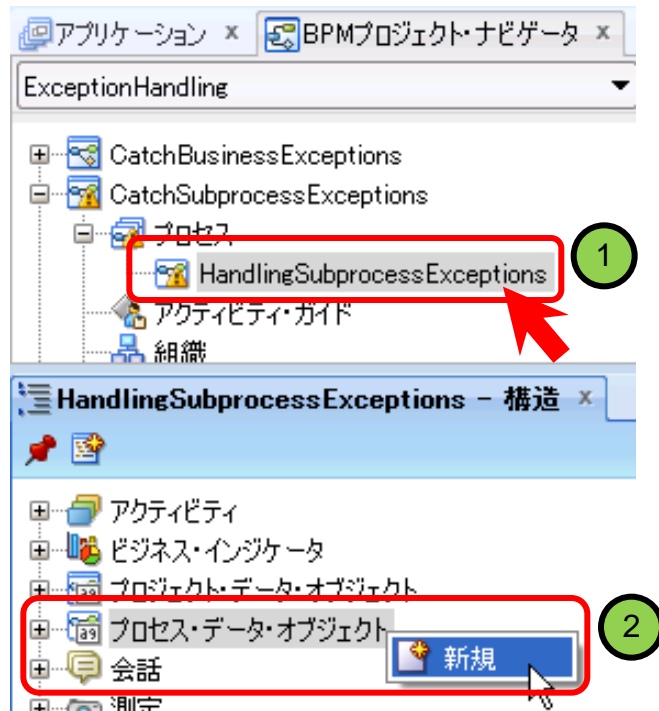 アプリケーション × BPMプロジェクト・ナビゲータ ×
ExceptionHandling
CatchBusinessExceptions
CatchSubprocessExceptions
プロセス
HandlingSubprocessExceptions
1
アクティビティ・ガイド
組織
HandlingSubprocessExceptions - 構造 ×
アクティビティ
ビジネス・インジケータ
プロジェクト・データ・オブジェクト
プロセス・データ・オブジェクト
新規
2
会話
測定